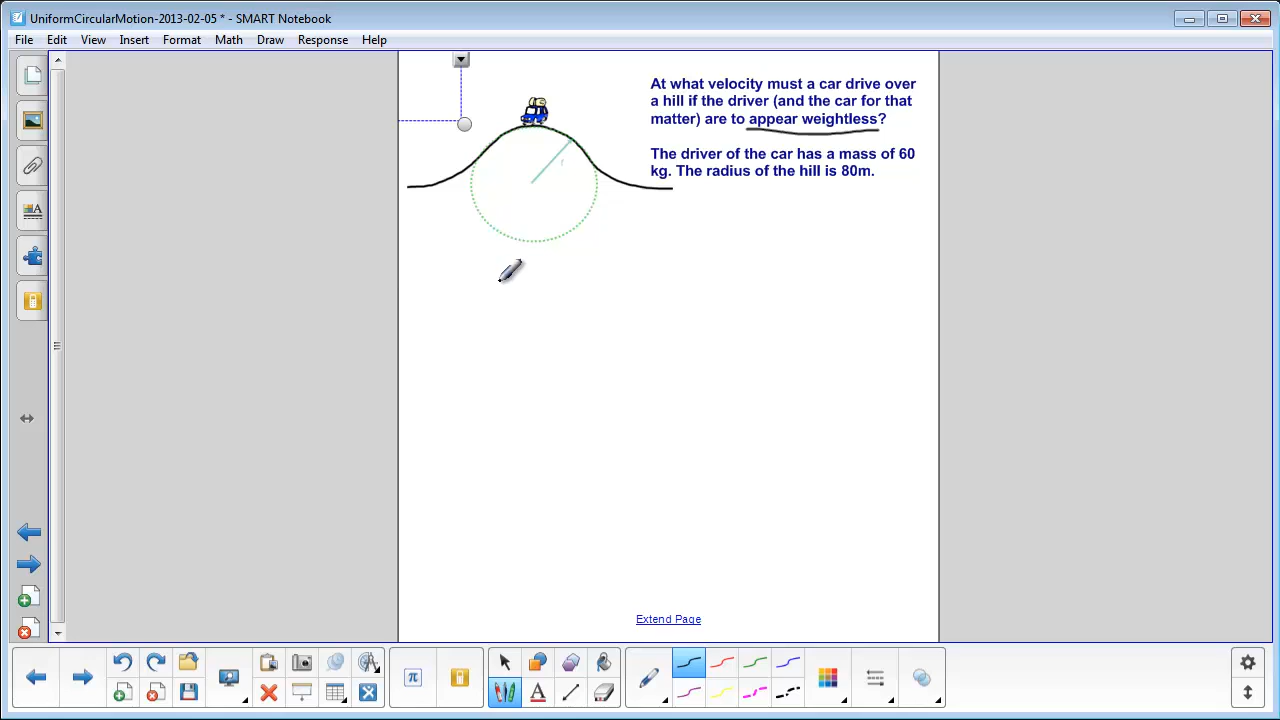 UniformCircularMotion-2013-02-05 * - SMART Notebook
File Edit View Insert Format Math Draw Response Help
At what velocity must a car drive over
a hill if the driver (and the car for that
matter) are to appear weightless?
The driver of the car has a mass of 60
kg. The radius of the hill is 80m.
r
Extend Page
π
A